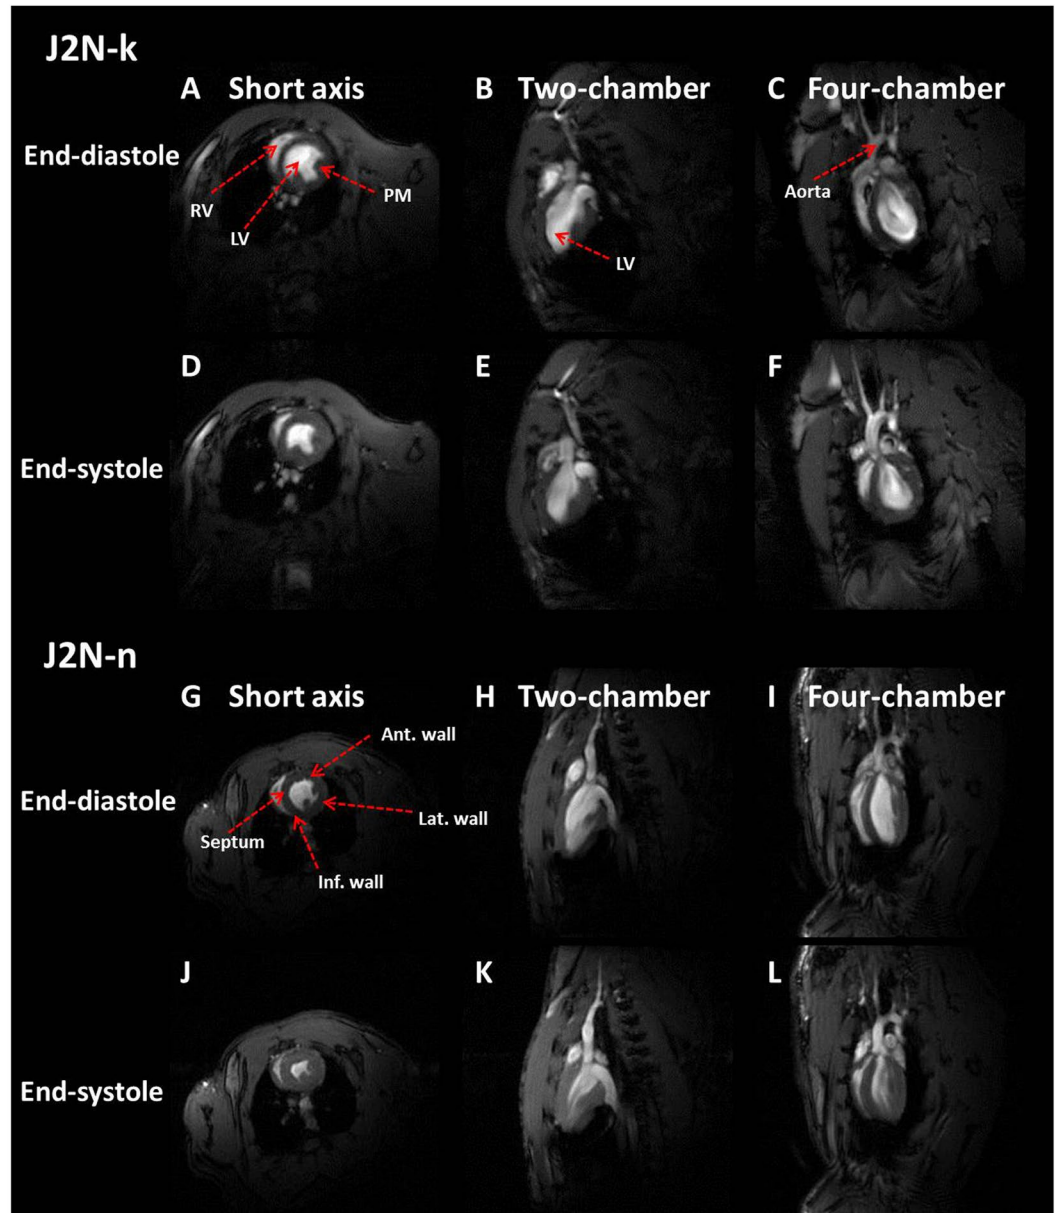 J2N-k
A Short axis B Two-chamber C Four-chamber
End-diastole
RV
LV
PM
LV
Aorta
D E F
End-systole
J2N-n
G Short axis H Two-chamber I Four-chamber
Ant. wall
End-diastole
Lat. wall
Septum
Inf. wall
J K L
End-systole